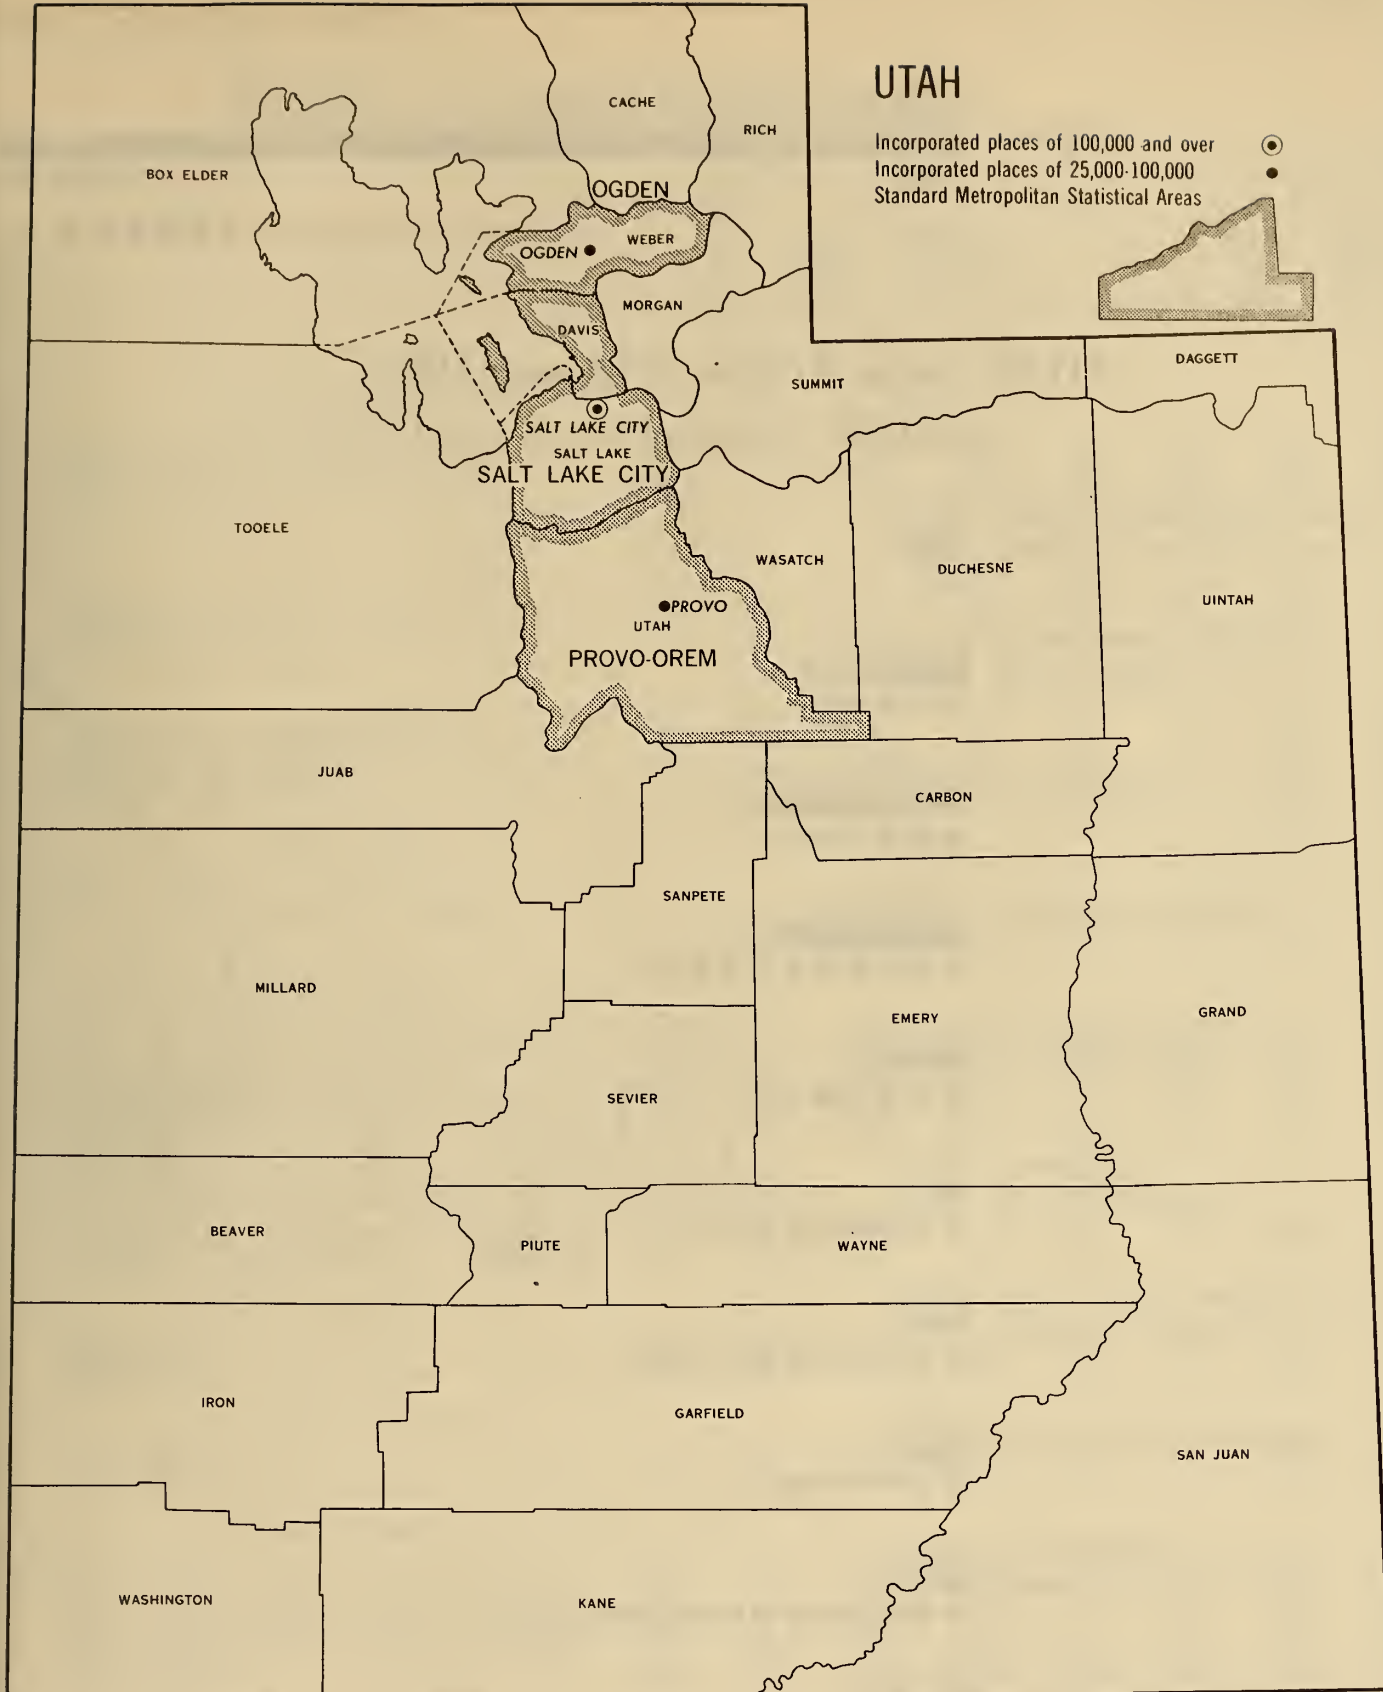 UTAH
Incorporated places of 100,000 and over
Incorporated places of 25,000-100,000
Standard Metropolitan Statistical Areas
CACHE
RICH
BOX ELDER
OGDEN
OGDEN
WEBER
MORGAN
DAVIS
DAGGETT
SUMMIT
SALT LAKE CITY
SALT LAKE
SALT LAKE CITY
TOOELE
WASATCH
DUCHESNE
UINTAH
PROVO
UTAH
PROVO-OREM
JUAB
CARBON
SANPETE
MILLARD
EMERY
GRAND
SEVIER
BEAVER
PIUTE
WAYNE
IRON
GARFIELD
SAN JUAN
WASHINGTON
KANE